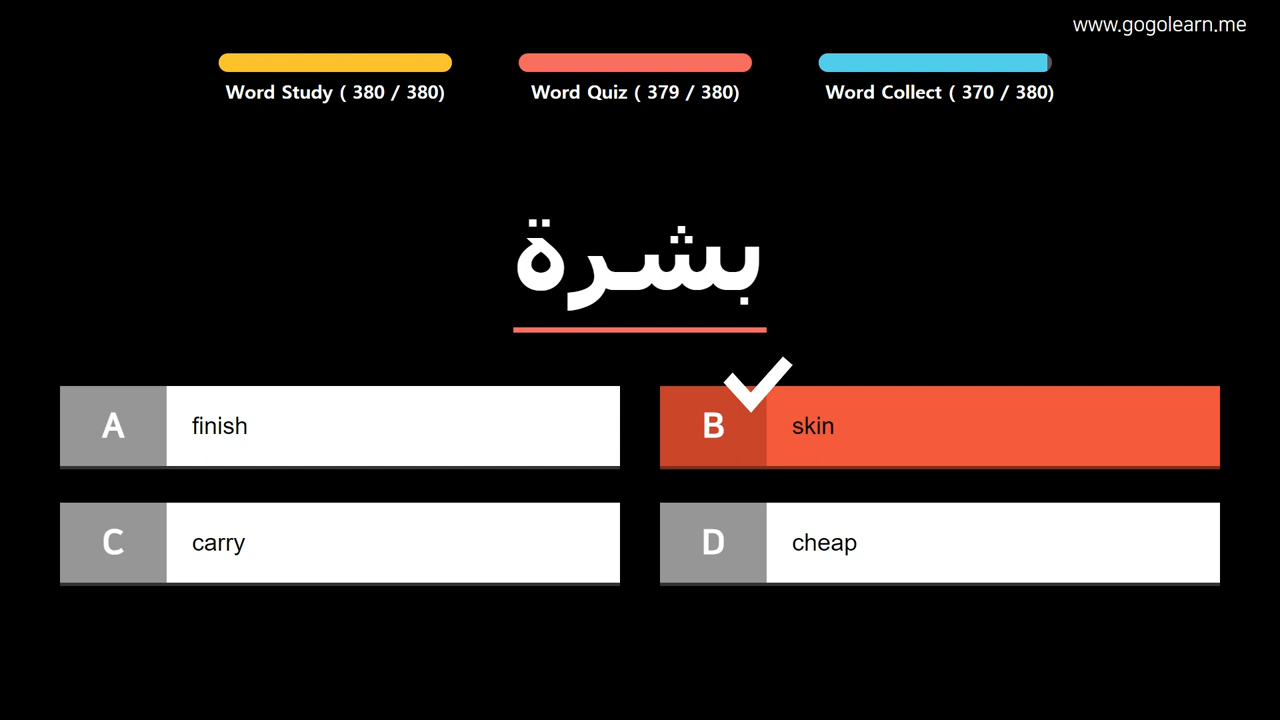 www.gogolearn.me
Word Study ( 380 / 380)
Word Quiz ( 379 / 380)
Word Collect ( 370 / 380)
بشرة
A finish
B skin
C carry
D cheap